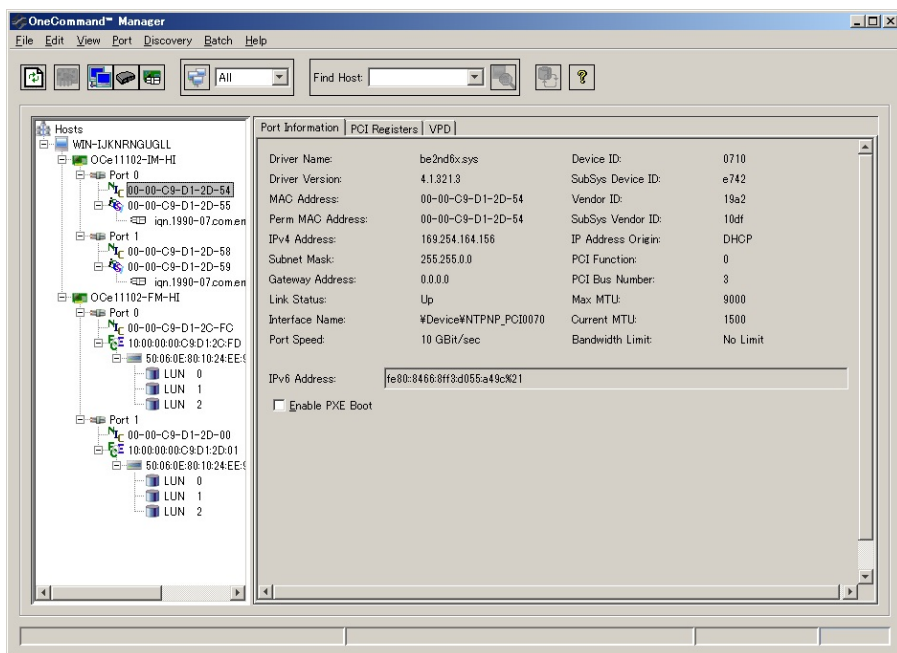 OneCommand™ Manager
File Edit View Port Discovery Batch Help
All
Find Host:
Hosts
WIN-IJKNRNGUGLL
OCe11102-IM-HI
Port 0
NIC 00-00-C9-D1-2D-54
00-00-C9-D1-2D-55
iqn.1990-07.com.em
Port 1
NIC 00-00-C9-D1-2D-58
00-00-C9-D1-2D-59
iqn.1990-07.com.em
OCe11102-FM-HI
Port 0
NIC 00-00-C9-D1-2C-FC
FCE 10:00:00:00:C9:D1:2C:FD
50:06:0E:80:10:24:EE:9
LUN 0
LUN 1
LUN 2
Port 1
NIC 00-00-C9-D1-2D-00
FCE 10:00:00:00:C9:D1:2D:01
50:06:0E:80:10:24:EE:9
LUN 0
LUN 1
LUN 2
Port Information PCI Registers VPD
Driver Name: be2nd6x.sys Device ID: 0710
Driver Version: 4.1.321.3 SubSys Device ID: e742
MAC Address: 00-00-C9-D1-2D-54 Vendor ID: 19a2
Perm MAC Address: 00-00-C9-D1-2D-54 SubSys Vendor ID: 10df
IPv4 Address: 169.254.164.156 IP Address Origin: DHCP
Subnet Mask: 255.255.0.0 PCI Function: 0
Gateway Address: 0.0.0.0 PCI Bus Number: 3
Link Status: Up Max MTU: 9000
Interface Name: ¥Device¥NTPNP_PCI0070 Current MTU: 1500
Port Speed: 10 GBit/sec Bandwidth Limit: No Limit
IPv6 Address: fe80::8466:8ff3:d055:a49c%21
Enable PXE Boot